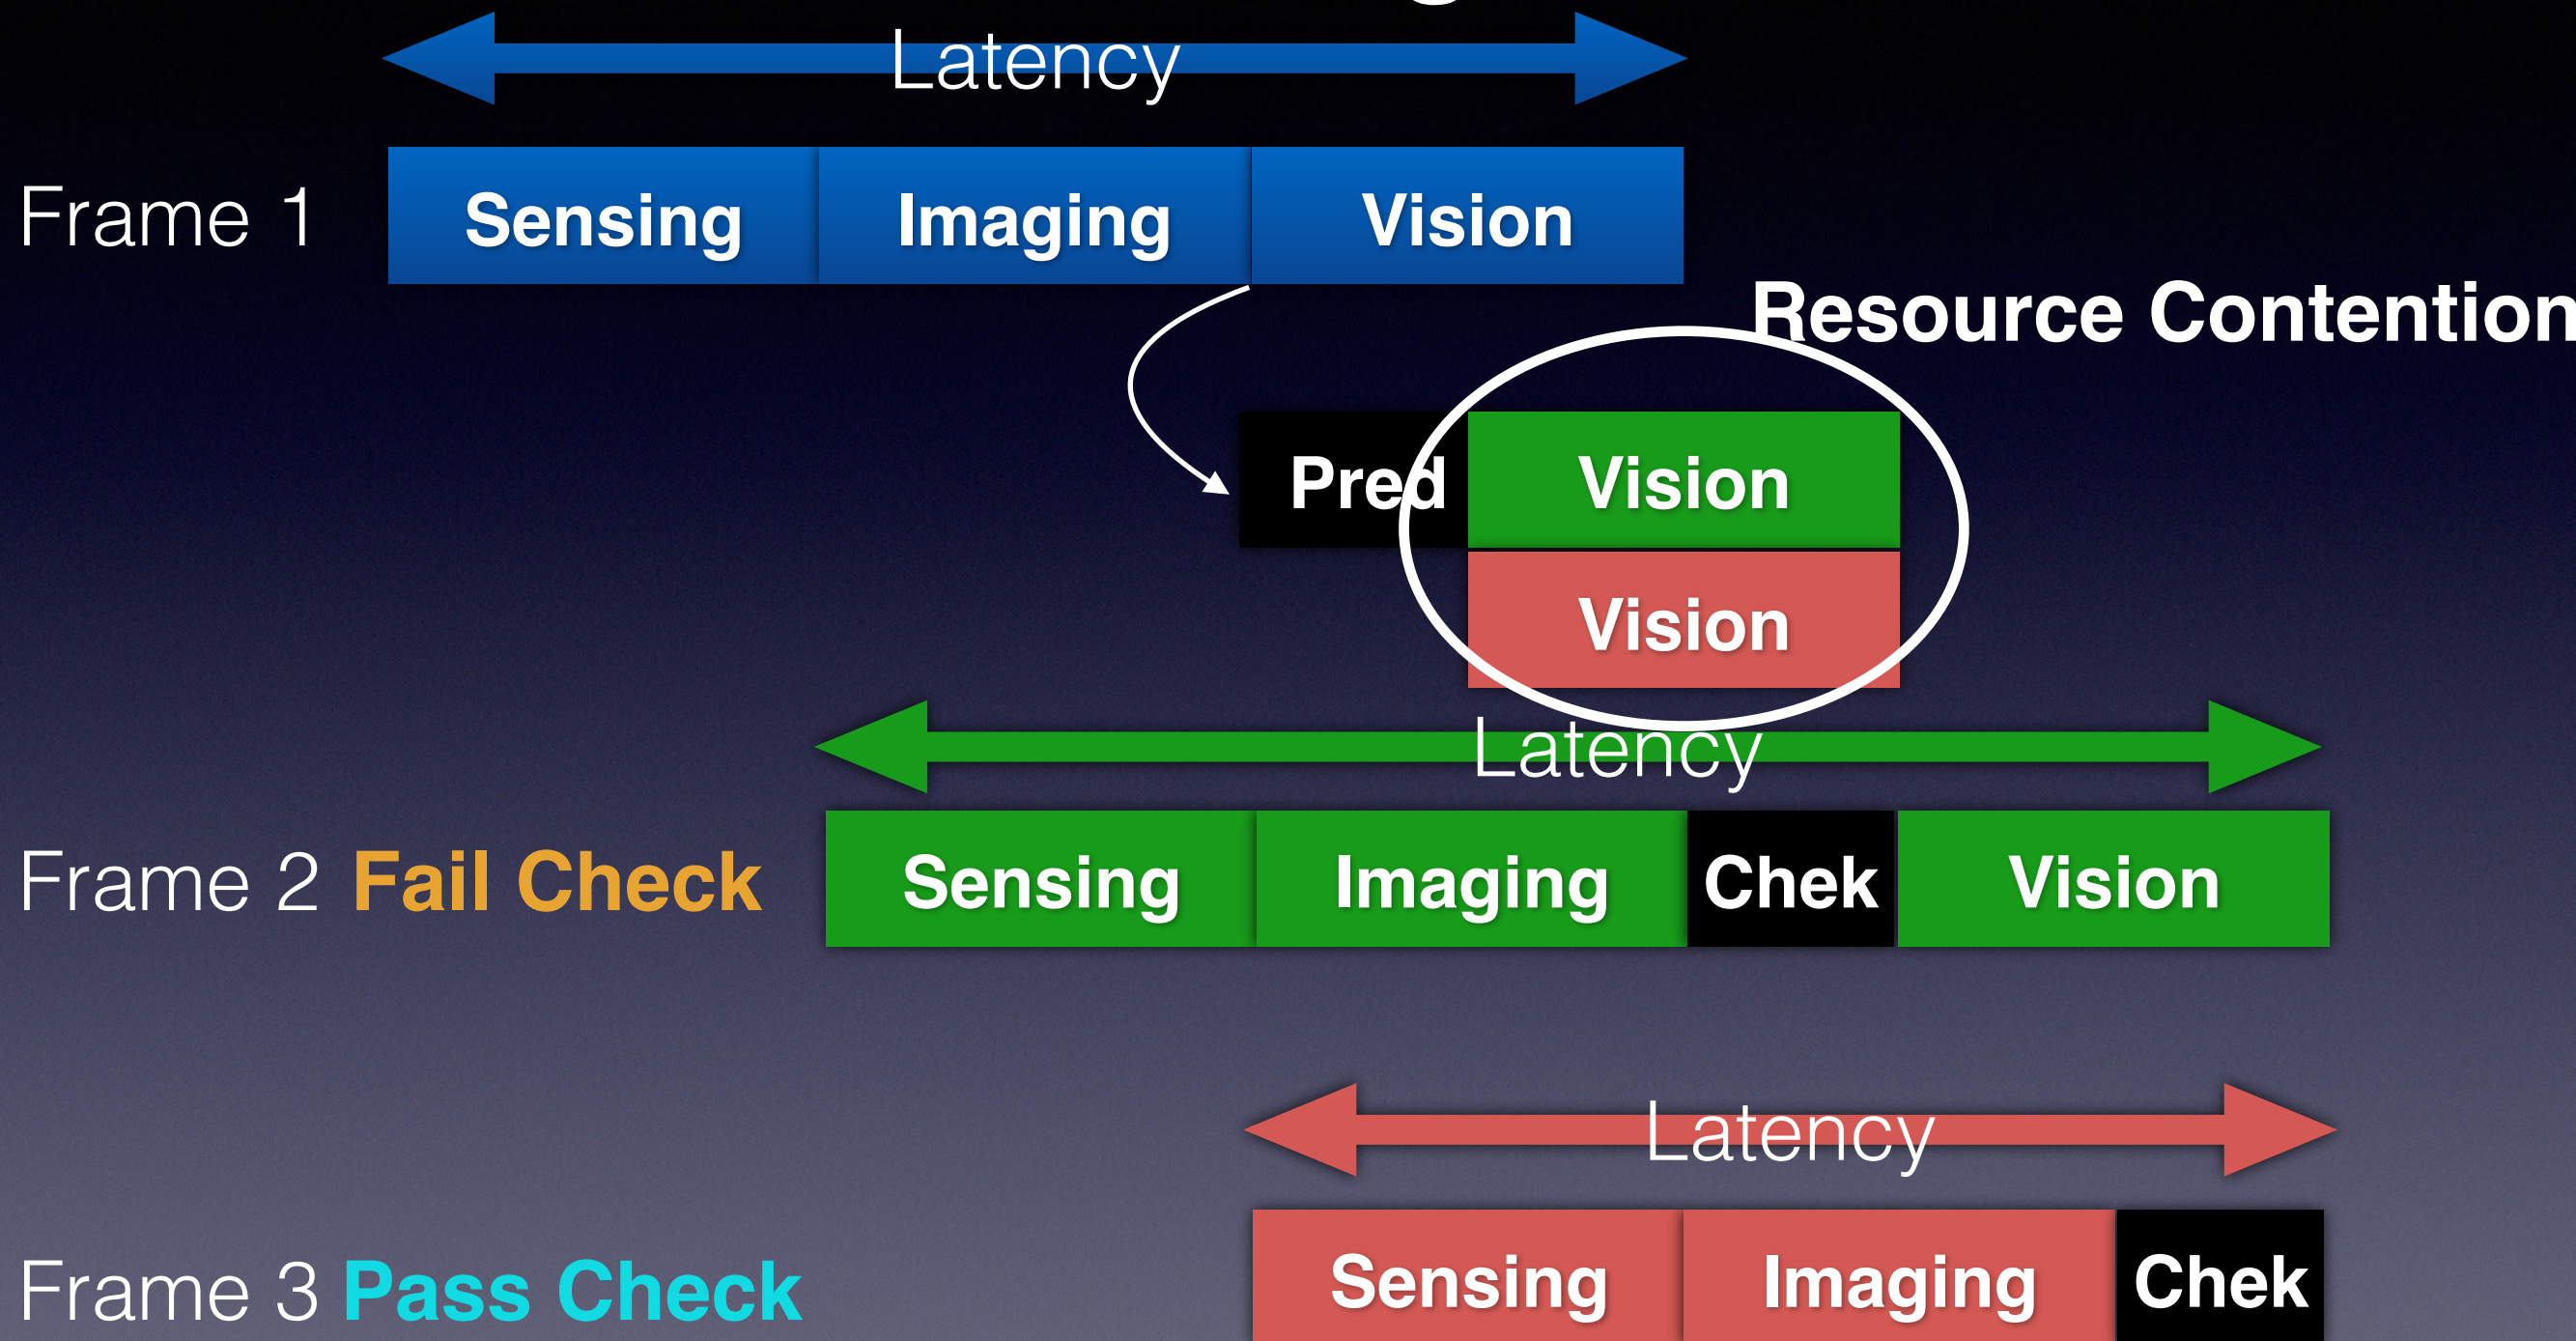 Latency
Frame 1 Sensing Imaging Vision
Resource Contention
Pred Vision
Vision
Latency
Frame 2 Fail Check Sensing Imaging Chek Vision
Latency
Frame 3 Pass Check Sensing Imaging Chek